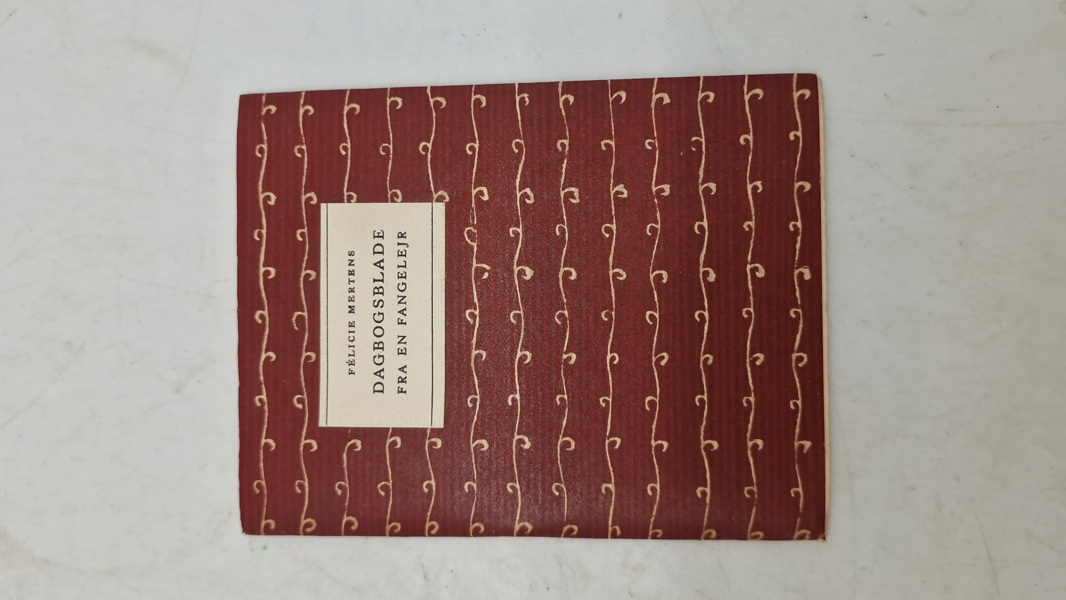 FÉLICIE MERTENS
DAGBOGSBLADE
FRA EN FANGELEJR